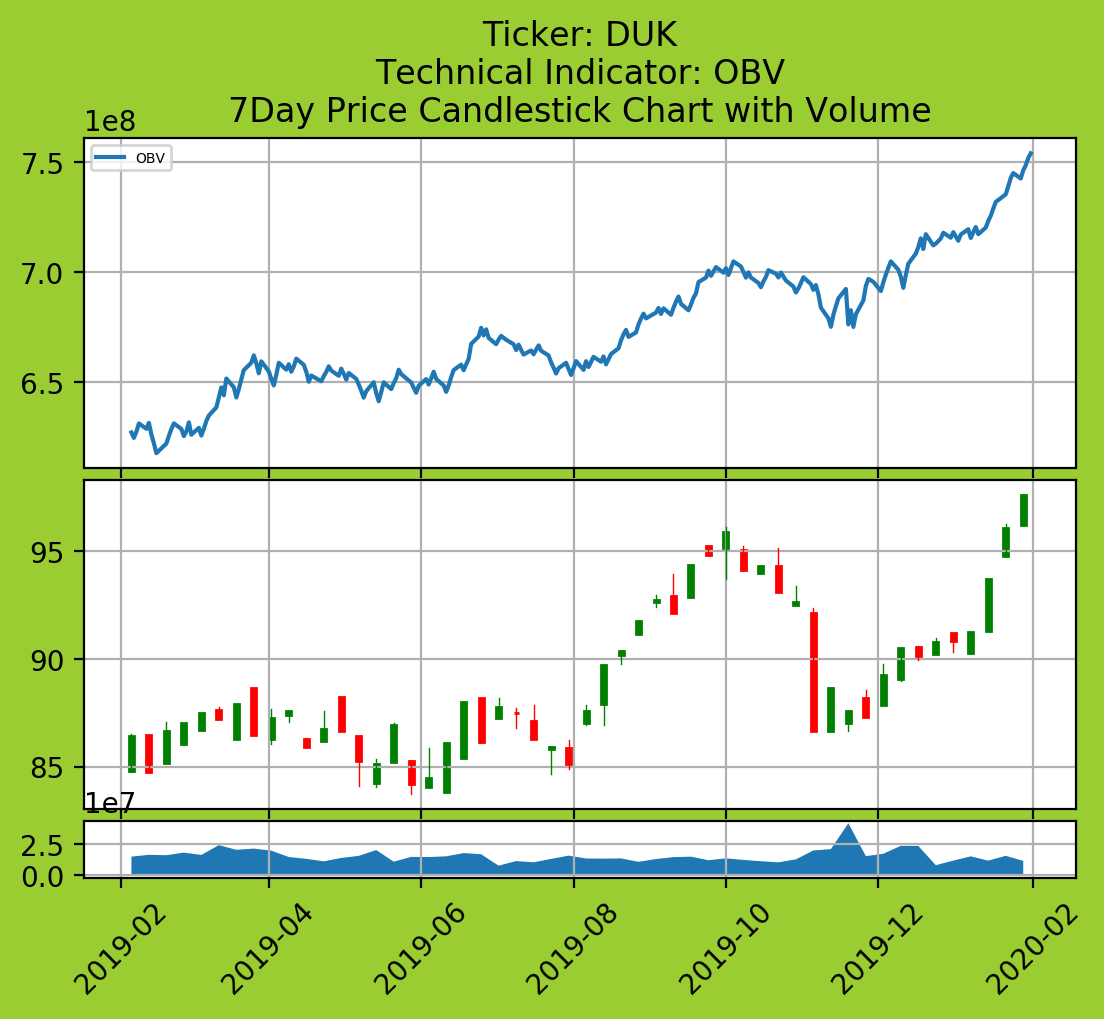 Ticker: DUK
Technical Indicator: OBV
7Day Price Candlestick Chart with Volume
1e8
OBV
7.5
7.0
6.5
95
90
85
1e7
2.5
0.0
2019-02
2019-04
2019-06
2019-08
2019-10
2019-12
2020-02